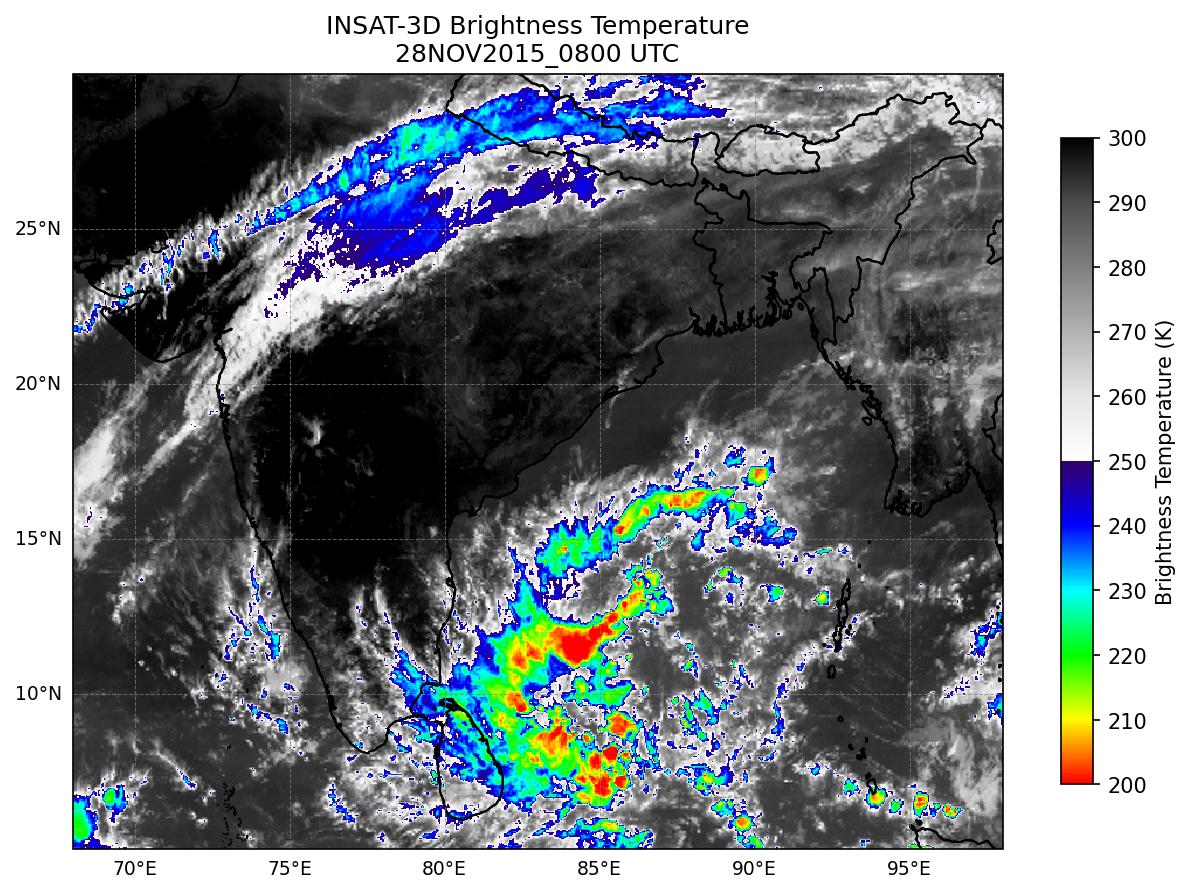 INSAT-3D Brightness Temperature
28NOV2015_0800 UTC
25°N
20°N
15°N
10°N
70°E
75°E
80°E
85°E
90°E
95°E
300
290
280
270
260
250
240
230
220
210
200
Brightness Temperature (K)